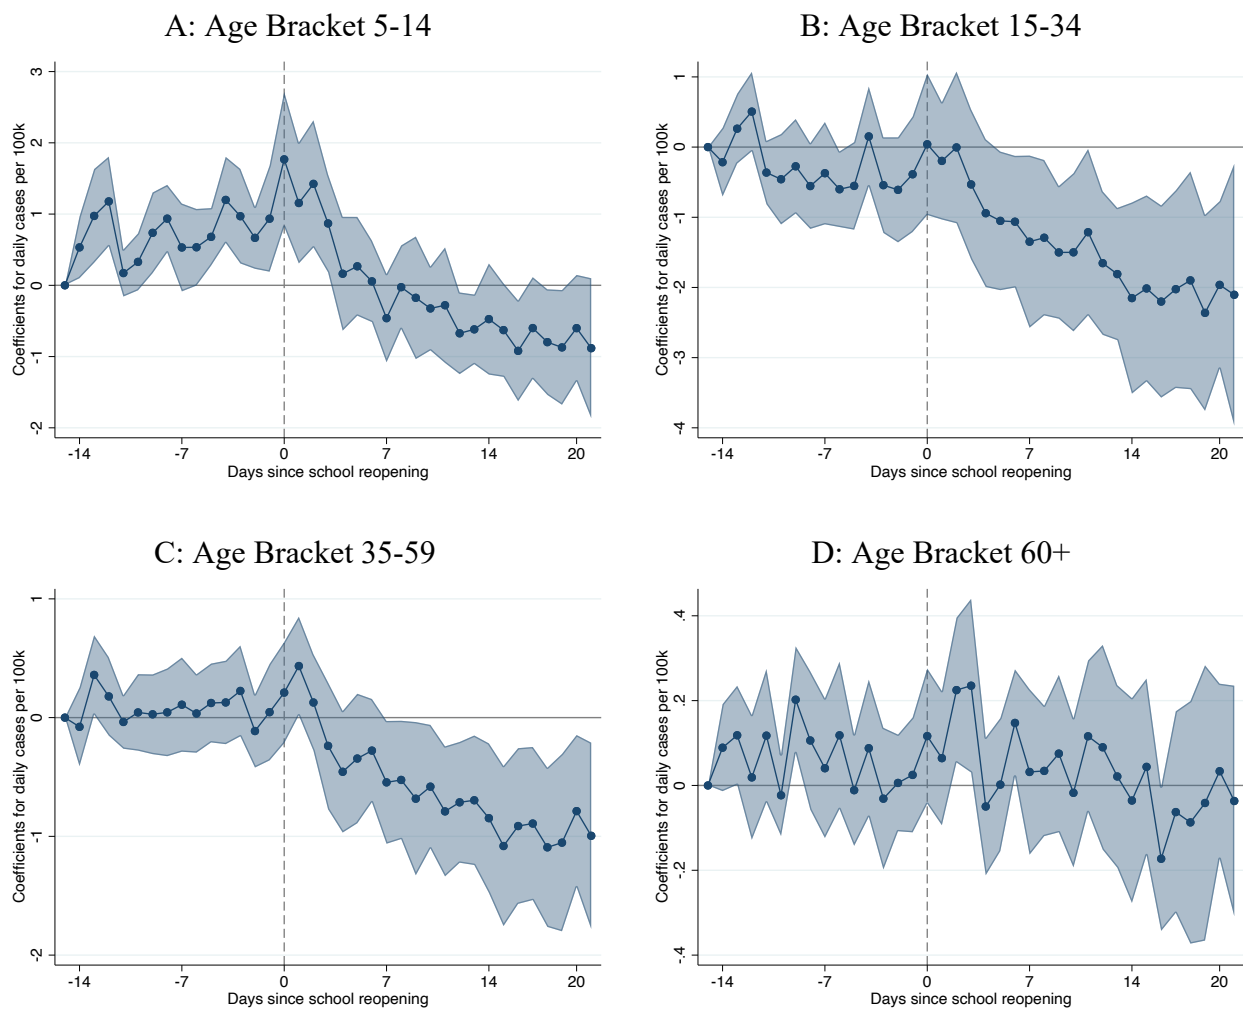 A: Age Bracket 5-14
Coefficients for daily cases per 100k
3
2
1
0
-1
-2
-14 -7 0 7 14 20
Days since school reopening
B: Age Bracket 15-34
Coefficients for daily cases per 100k
1
0
-1
-2
-3
-4
-14 -7 0 7 14 20
Days since school reopening
C: Age Bracket 35-59
Coefficients for daily cases per 100k
1
0
-1
-2
-14 -7 0 7 14 20
Days since school reopening
D: Age Bracket 60+
Coefficients for daily cases per 100k
.4
.2
0
-.2
-.4
-14 -7 0 7 14 20
Days since school reopening